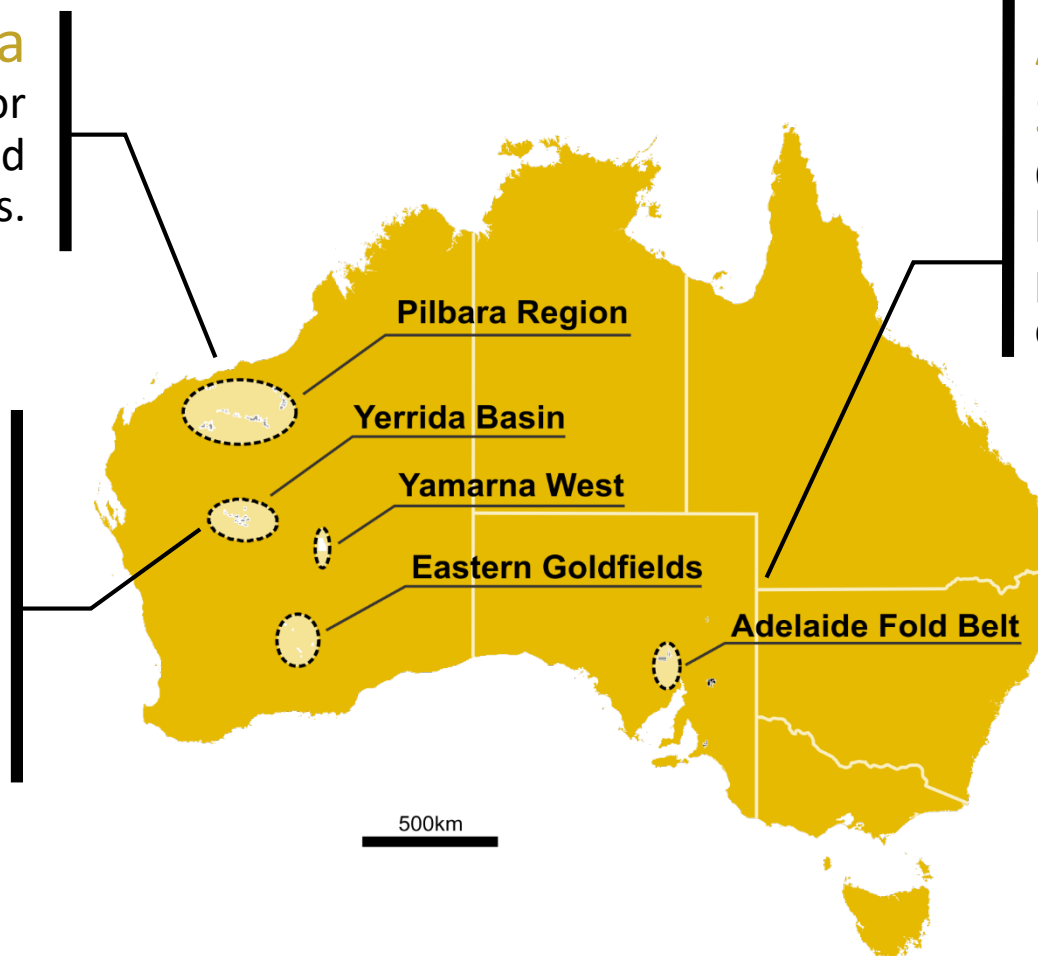 a
or
d
s.
Pilbara Region
Yerrida Basin
Yamarna West
Eastern Goldfields
Adelaide Fold Belt
500km